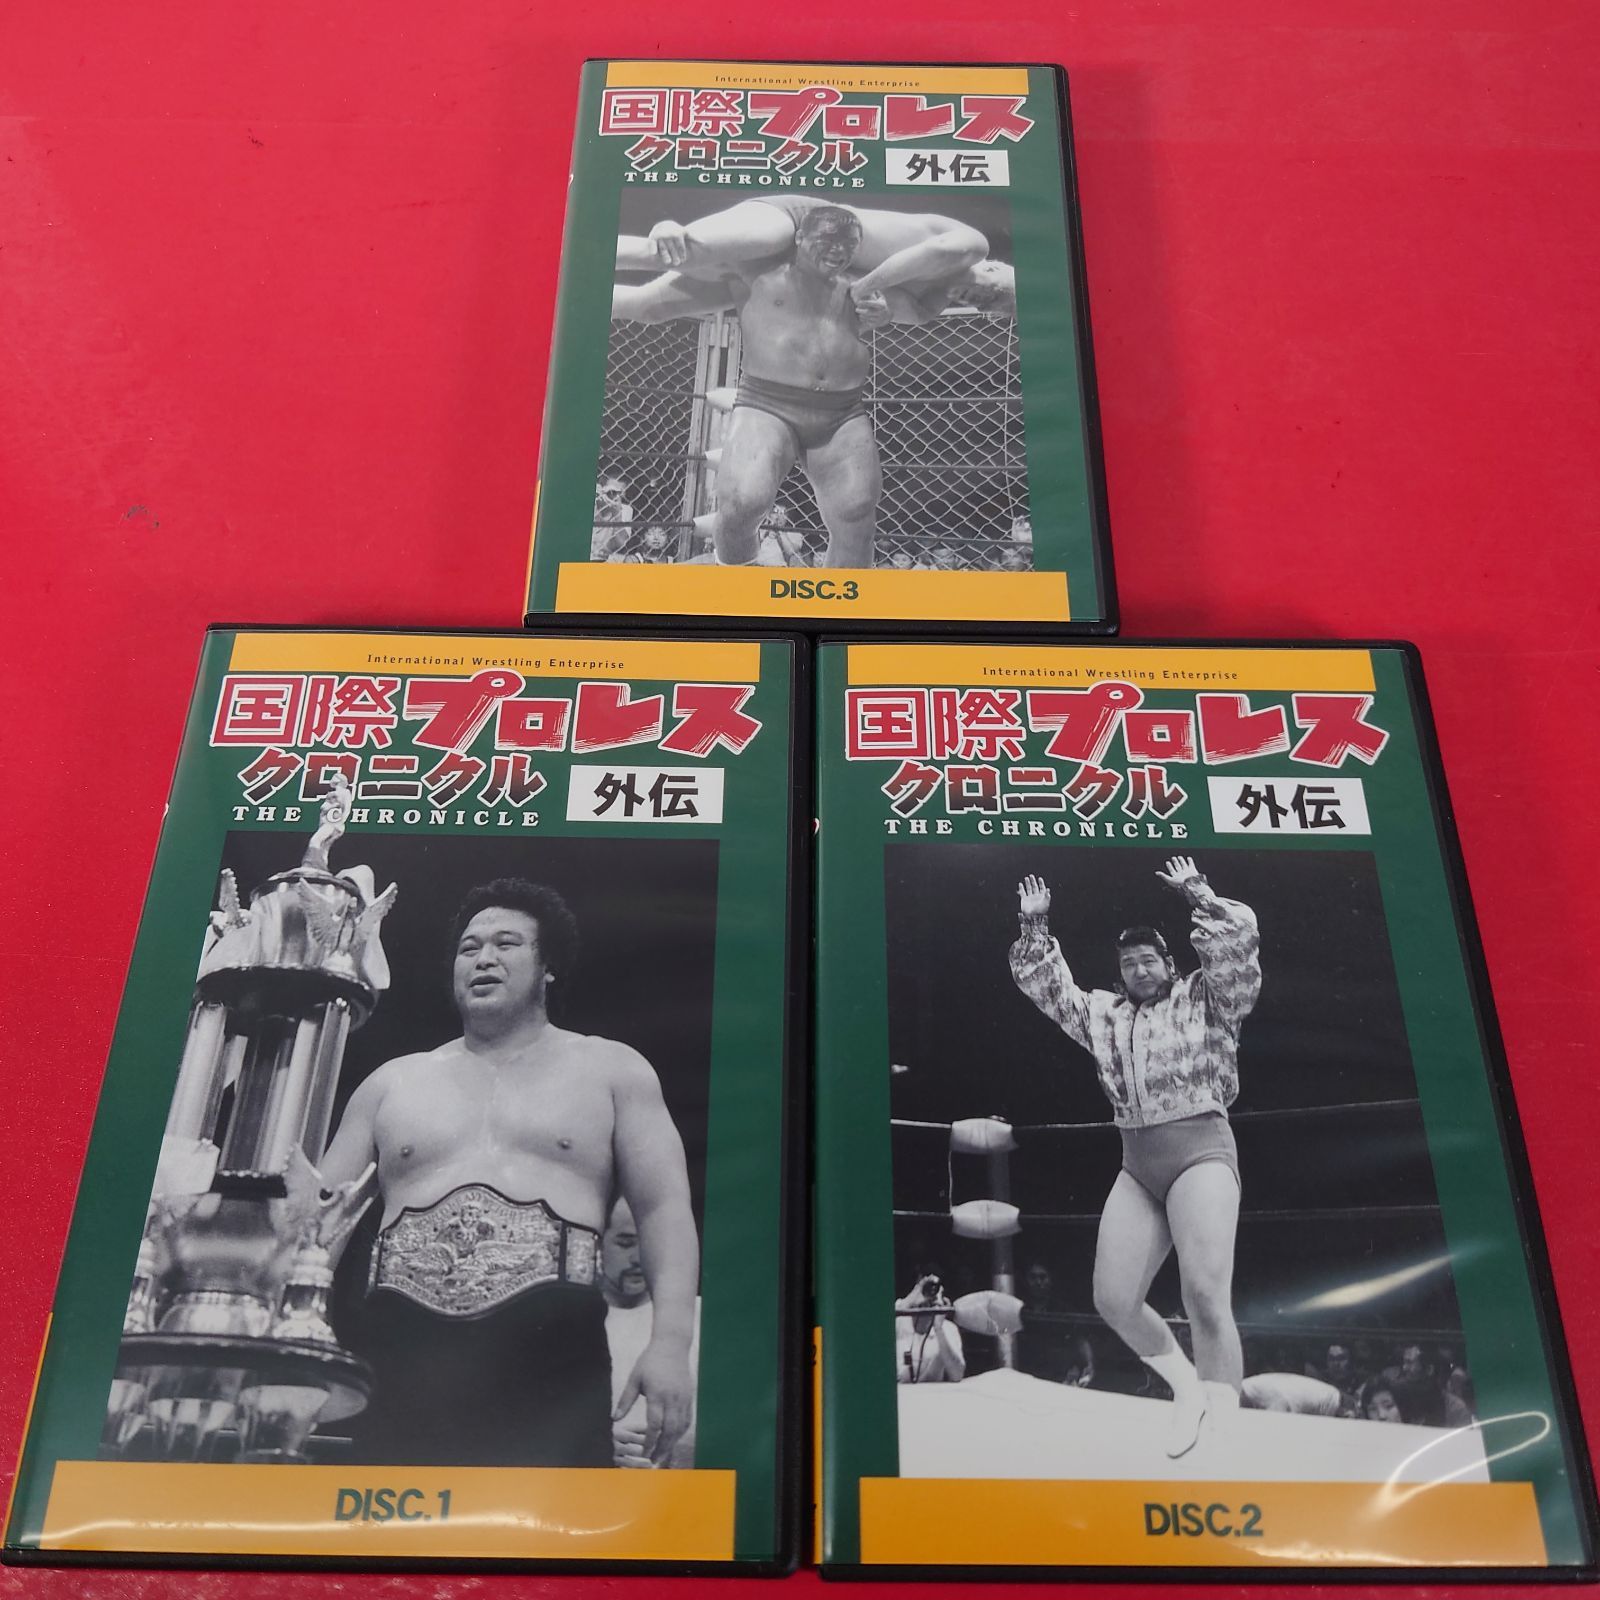 International Wrestling Enterprise
国際プロレス
クロニクル 外伝
THE CHRONICLE
DISC.3
International Wrestling Enterprise
国際プロレス
クロニクル 外伝
THE CHRONICLE
DISC.1
International Wrestling Enterprise
国際プロレス
クロニクル 外伝
THE CHRONICLE
DISC.2